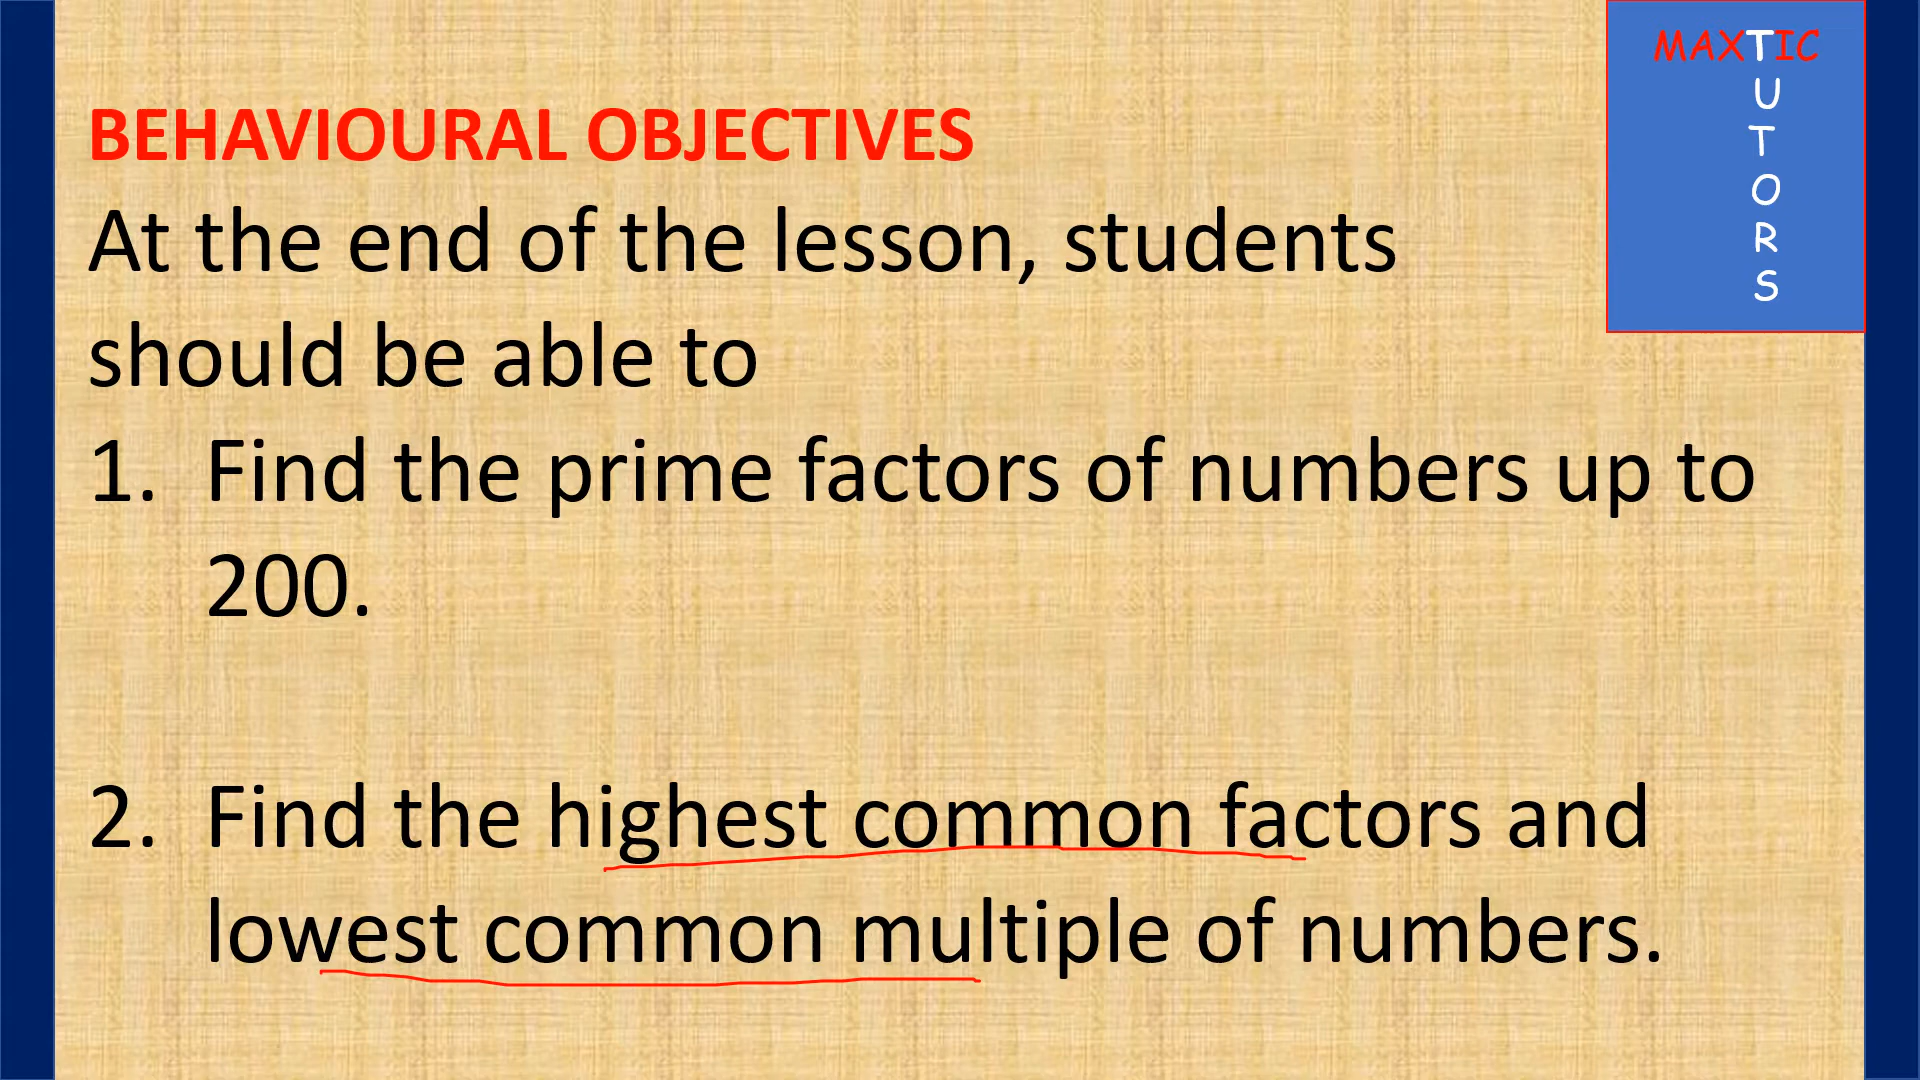 MAXTIC
U
T
O
R
S
BEHAVIOURAL OBJECTIVES
At the end of the lesson, students
should be able to
1. Find the prime factors of numbers up to
200.
2. Find the highest common factors and
lowest common multiple of numbers.